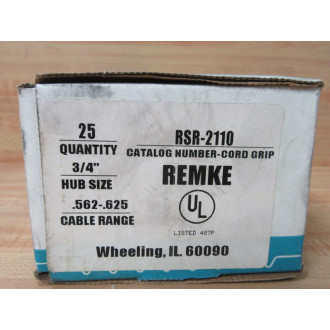 25
QUANTITY
3/4"
HUB SIZE
.562-.625
CABLE RANGE
RSR-2110
CATALOG NUMBER-CORD GRIP
REMKE
UL
LISTED 487P
Wheeling, IL. 60090